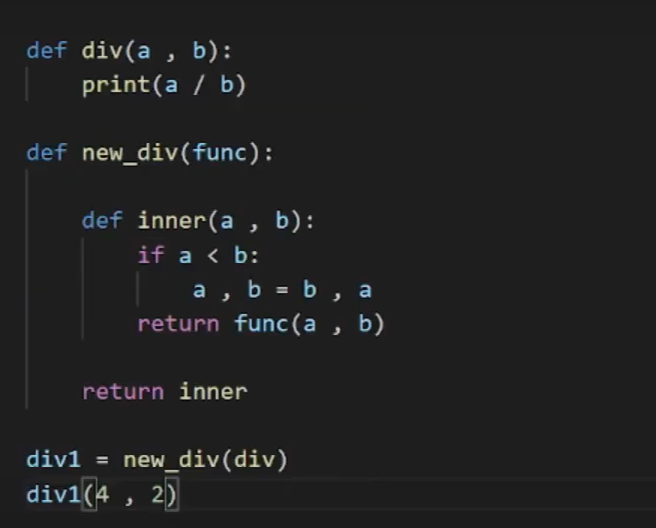 def div(a , b):
    print(a / b)
def new_div(func):
    def inner(a , b):
        if a < b:
            a , b = b , a
        return func(a , b)
    return inner
div1 = new_div(div)
div1(4 , 2)